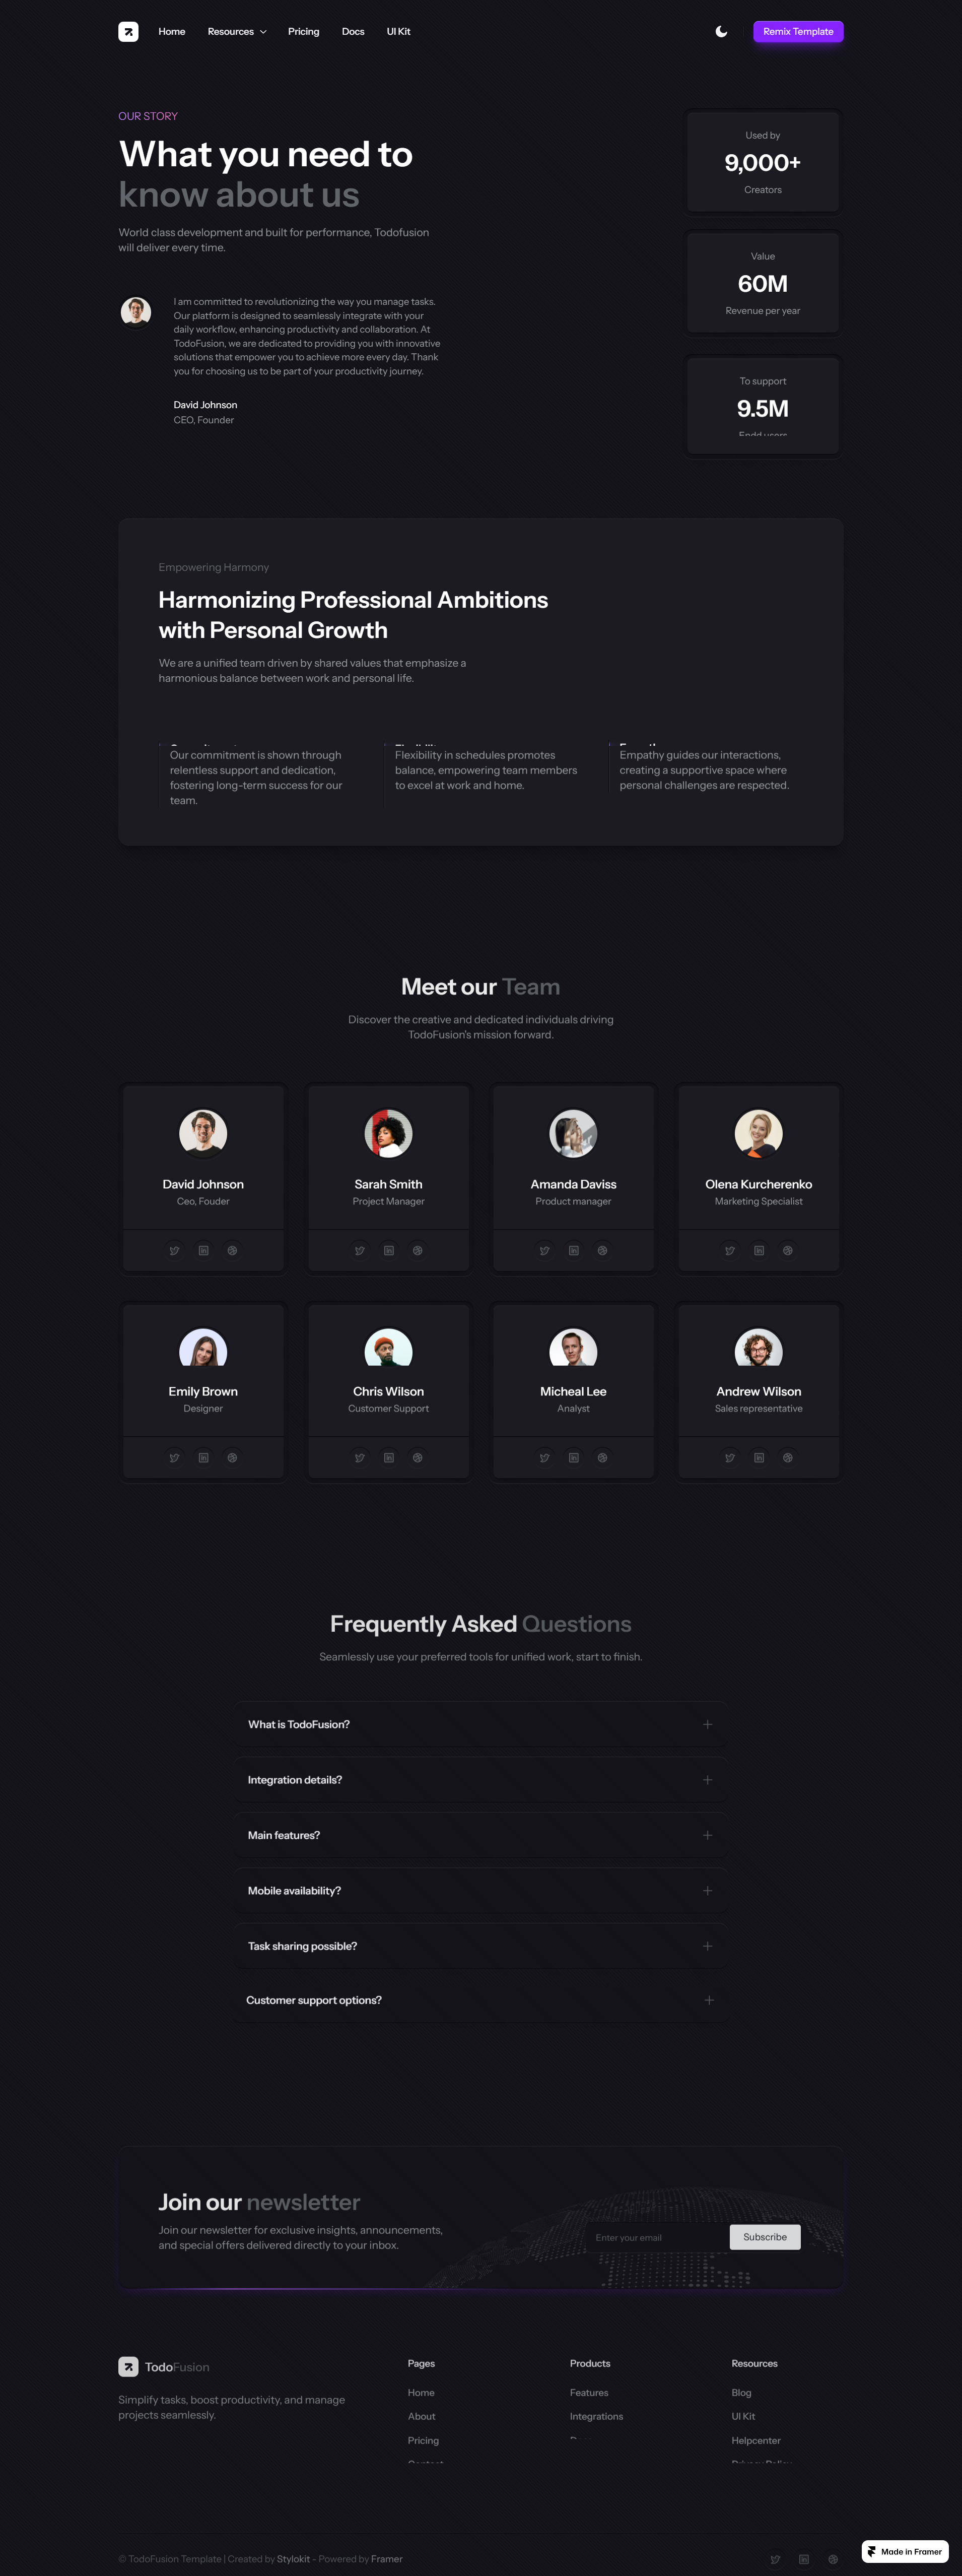 Home
Resources
Pricing
Docs
UI Kit
Remix Template
OUR STORY
What you need to
know about us
World class development and built for performance, Todofusion
will deliver every time.
I am committed to revolutionizing the way you manage tasks.
Our platform is designed to seamlessly integrate with your
daily workflow, enhancing productivity and collaboration. At
TodoFusion, we are dedicated to providing you with innovative
solutions that empower you to achieve more every day. Thank
you for choosing us to be part of your productivity journey.
David Johnson
CEO, Founder
Used by
9,000+
Creators
Value
60M
Revenue per year
To support
9.5M
Endd users
Empowering Harmony
Harmonizing Professional Ambitions
with Personal Growth
We are a unified team driven by shared values that emphasize a
harmonious balance between work and personal life.
Our commitment is shown through
relentless support and dedication,
fostering long-term success for our
team.
Flexibility in schedules promotes
balance, empowering team members
to excel at work and home.
Empathy guides our interactions,
creating a supportive space where
personal challenges are respected.
Meet our Team
Discover the creative and dedicated individuals driving
TodoFusion's mission forward.
David Johnson
Ceo, Fouder
Sarah Smith
Project Manager
Amanda Daviss
Product manager
Olena Kurcherenko
Marketing Specialist
Emily Brown
Designer
Chris Wilson
Customer Support
Micheal Lee
Analyst
Andrew Wilson
Sales representative
Frequently Asked Questions
Seamlessly use your preferred tools for unified work, start to finish.
What is TodoFusion?
Integration details?
Main features?
Mobile availability?
Task sharing possible?
Customer support options?
Join our newsletter
Join our newsletter for exclusive insights, announcements,
and special offers delivered directly to your inbox.
Enter your email
Subscribe
TodoFusion
Simplify tasks, boost productivity, and manage
projects seamlessly.
Pages
Home
About
Pricing
Products
Features
Integrations
Resources
Blog
UI Kit
Helpcenter
© TodoFusion Template | Created by Stylokit - Powered by Framer
Made in Framer